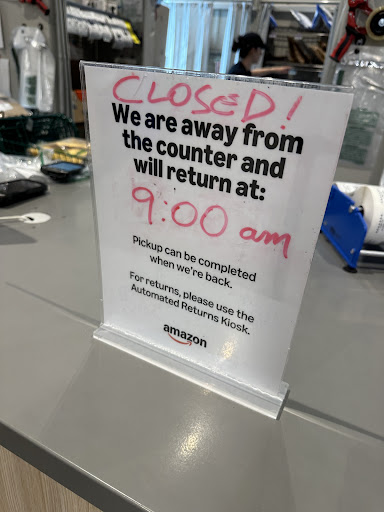 CLOSED!
We are away from
the counter and
will return at:
9:00 am
Pickup can be completed
when we're back.
For returns, please use the
Automated Returns Kiosk.
amazon